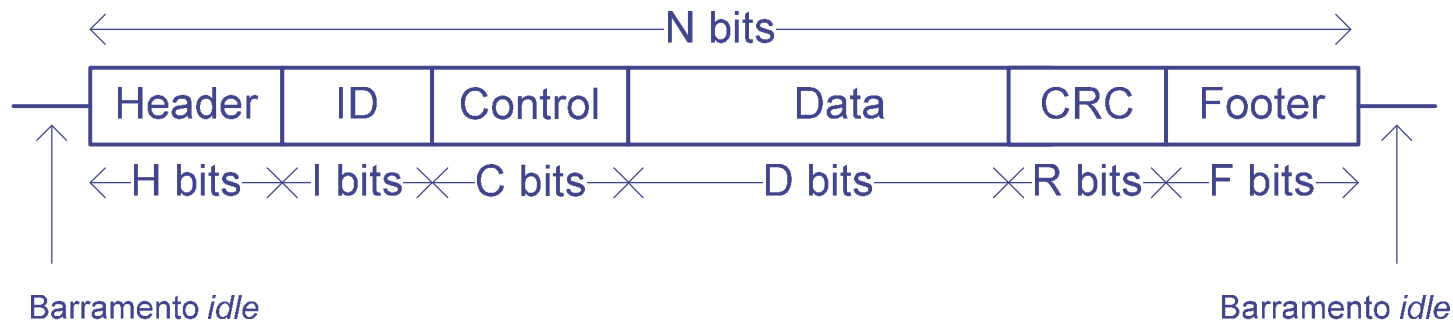 N bits
Header ID Control Data CRC Footer
H bits I bits C bits D bits R bits F bits
Barramento idle Barramento idle